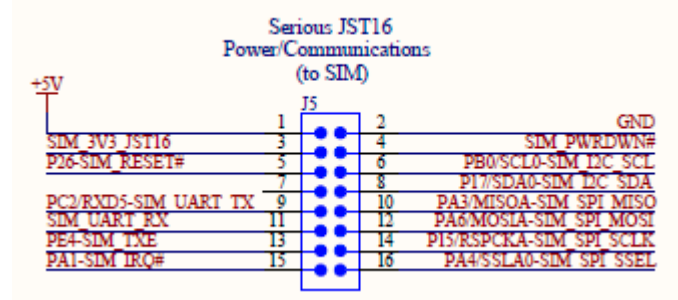 Serious JST16
Power/Communications
(to SIM)
+5V
J5
1 2 GND
SIM_3V3_JST16 3 4 SIM_PWRDWN#
P26-SIM_RESET# 5 6 PB0/SCL0-SIM_I2C_SCL
7 8 P17/SDA0-SIM_I2C_SDA
PC2/RXD5-SIM_UART_TX 9 10 PA3/MISOA-SIM_SPI_MISO
SIM_UART_RX 11 12 PA6/MOSIA-SIM_SPI_MOSI
PE4-SIM_TXE 13 14 P15/RSPCKA-SIM_SPI_SCLK
PA1-SIM_IRQ# 15 16 PA4/SSLA0-SIM_SPI_SSEL